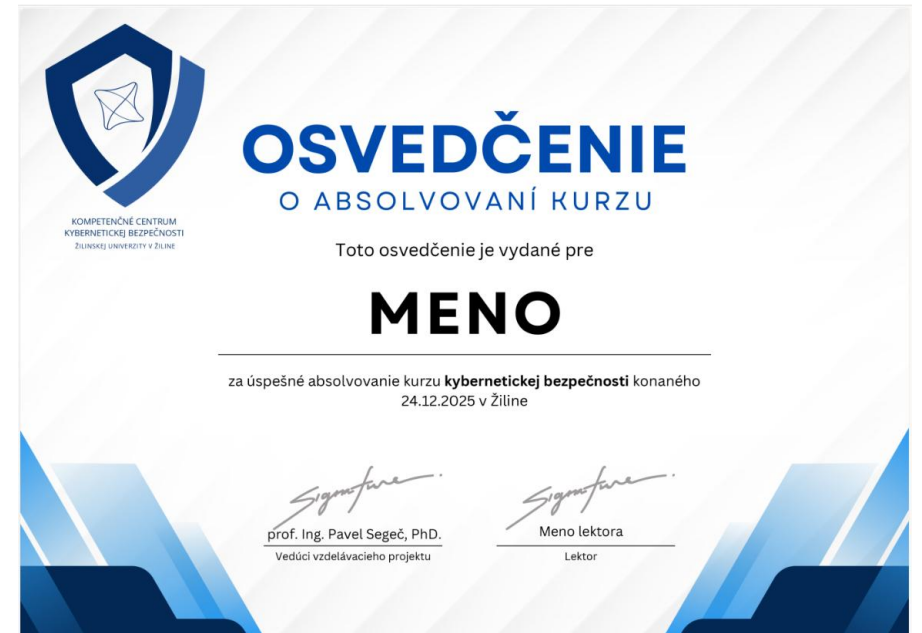 KOMPETENČNÉ CENTRUM
KYBERNETICKEJ BEZPEČNOSTI
ŽILINSKEJ UNIVERZITY V ŽILINE
OSVEDČENIE
O ABSOLVOVANÍ KURZU
Toto osvedčenie je vydané pre
MENO
za úspešné absolvovanie kurzu kybernetickej bezpečnosti konaného
24.12.2025 v Žiline
Signature
prof. Ing. Pavel Segeč, PhD.
Vedúci vzdelávacieho projektu
Signature
Meno lektora
Lektor